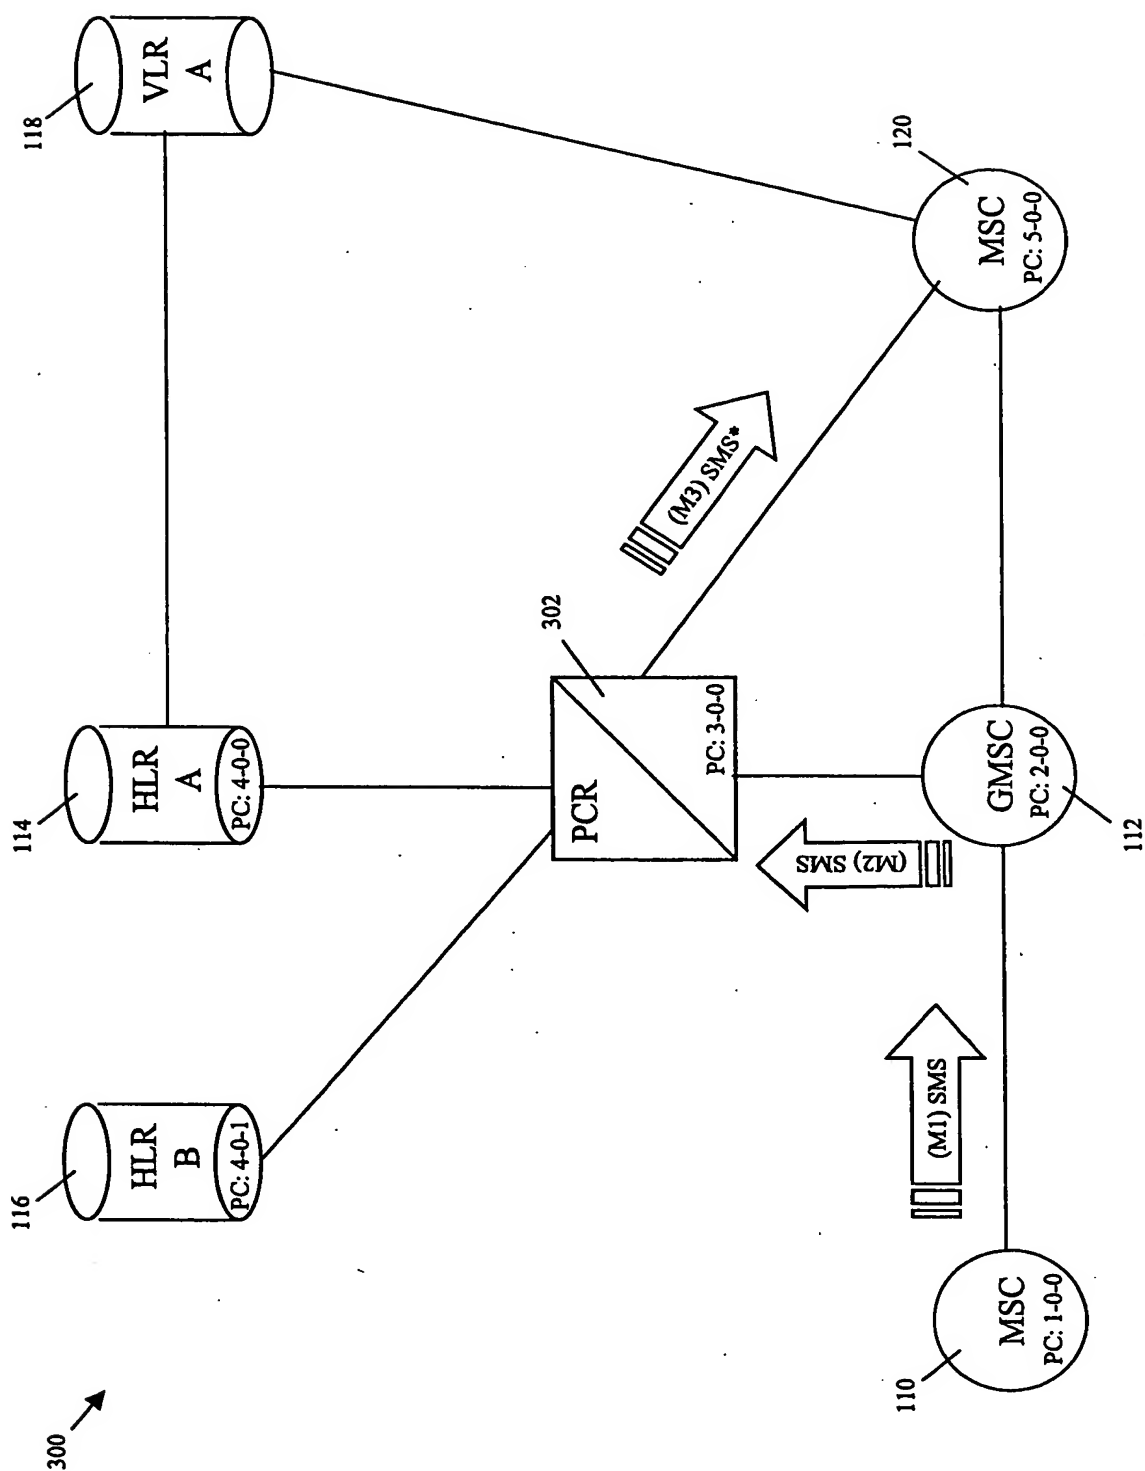 300
116
HLR
B
PC: 4-0-1
114
HLR
A
PC: 4-0-0
118
VLR
A
302
PCR
PC: 3-0-0
(M3) SMS*
(M2) SMS
(M1) SMS
110
MSC
PC: 1-0-0
112
GMSC
PC: 2-0-0
120
MSC
PC: 5-0-0